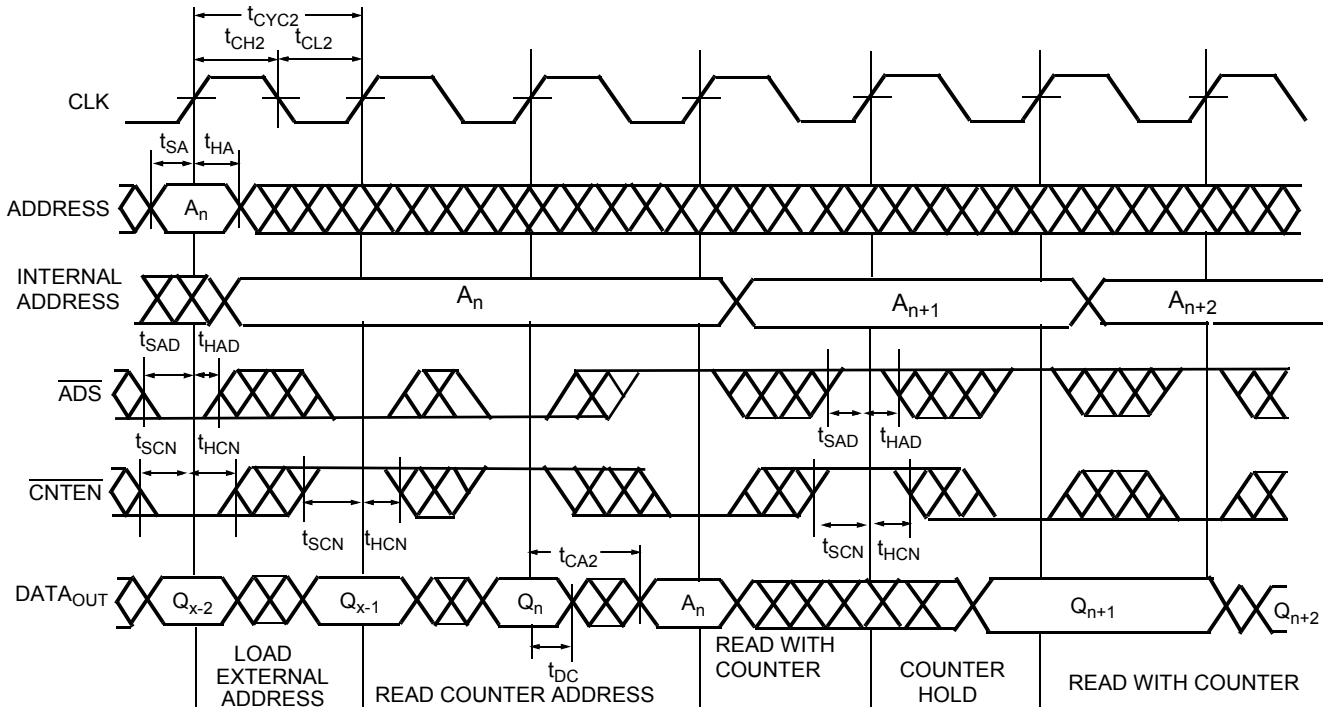 tCYC2
tCH2 tCL2
CLK
tSA tHA
ADDRESS An
INTERNAL
ADDRESS
An An+1 An+2
tSAD tHAD
ADS
tSAD tHAD
tSCN tHCN
CNTEN
tSCN tHCN tSCN tHCN
tCA2
DATAOUT Qx-2 Qx-1 Qn An Qn+1 Qn+2
tDC
LOAD
EXTERNAL
ADDRESS
READ COUNTER ADDRESS
READ WITH
COUNTER
COUNTER
HOLD
READ WITH COUNTER